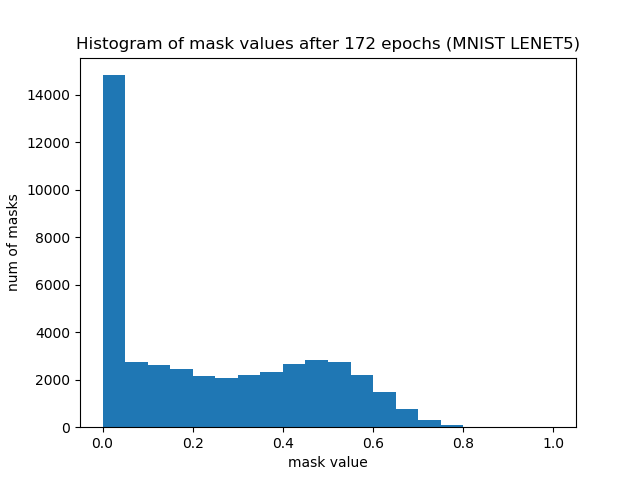 Histogram of mask values after 172 epochs (MNIST LENET5)
14000
12000
10000
8000
6000
4000
2000
0
num of masks
0.0 0.2 0.4 0.6 0.8 1.0
mask value